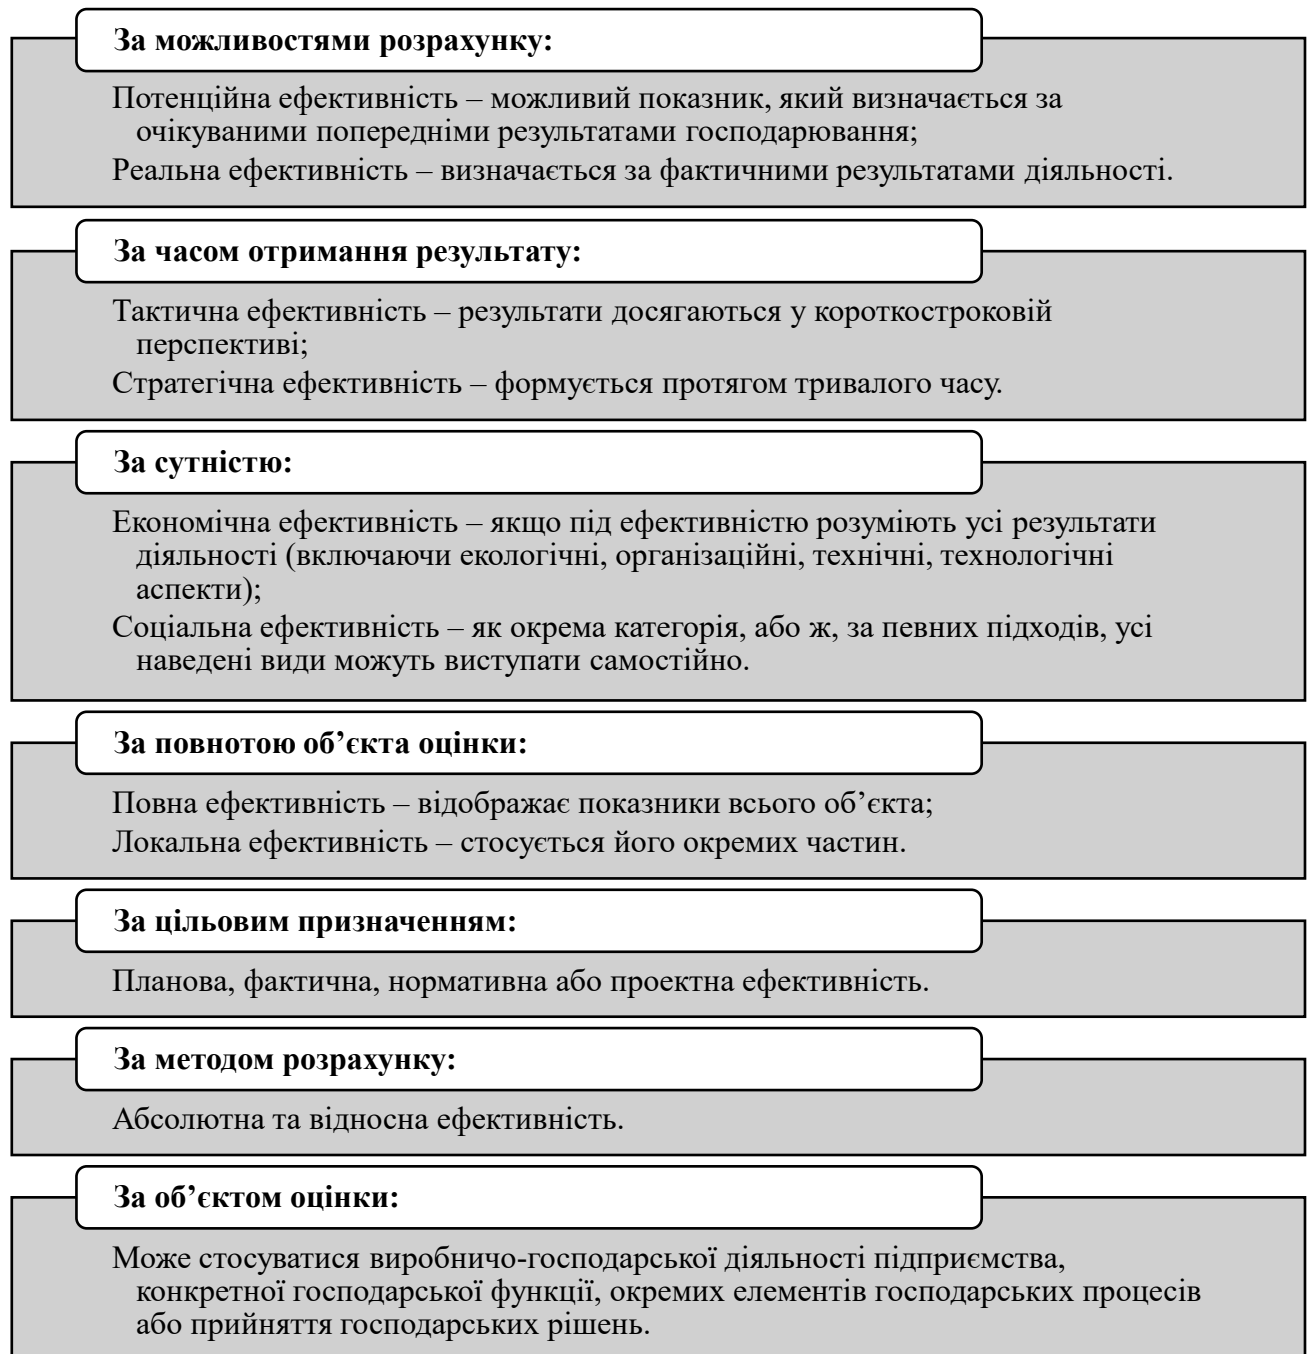 За можливостями розрахунку:
Потенційна ефективність – можливий показник, який визначається за
очікуваними попередніми результатами господарювання;
Реальна ефективність – визначається за фактичними результатами діяльності.
За часом отримання результату:
Тактична ефективність – результати досягаються у короткостроковій
перспективі;
Стратегічна ефективність – формується протягом тривалого часу.
За сутністю:
Економічна ефективність – якщо під ефективністю розуміють усі результати
діяльності (включаючи екологічні, організаційні, технічні, технологічні
аспекти);
Соціальна ефективність – як окрема категорія, або ж, за певних підходів, усі
наведені види можуть виступати самостійно.
За повнотою об’єкта оцінки:
Повна ефективність – відображає показники всього об’єкта;
Локальна ефективність – стосується його окремих частин.
За цільовим призначенням:
Планова, фактична, нормативна або проектна ефективність.
За методом розрахунку:
Абсолютна та відносна ефективність.
За об’єктом оцінки:
Може стосуватися виробничо-господарської діяльності підприємства,
конкретної господарської функції, окремих елементів господарських процесів
або прийняття господарських рішень.